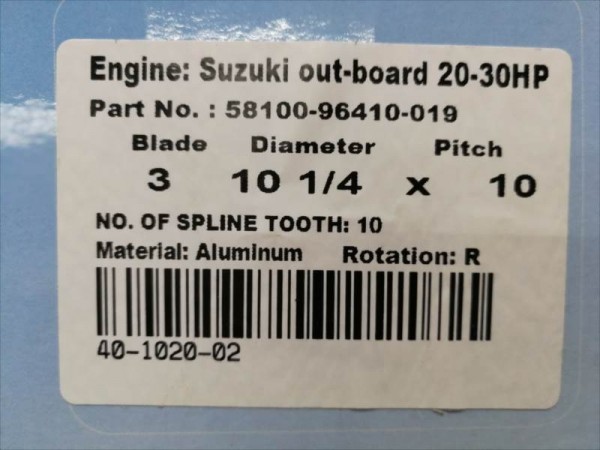 Engine: Suzuki out-board 20-30HP
Part No. : 58100-96410-019
Blade Diameter Pitch
3 10 1/4 x 10
NO. OF SPLINE TOOTH: 10
Material: Aluminum Rotation: R
40-1020-02